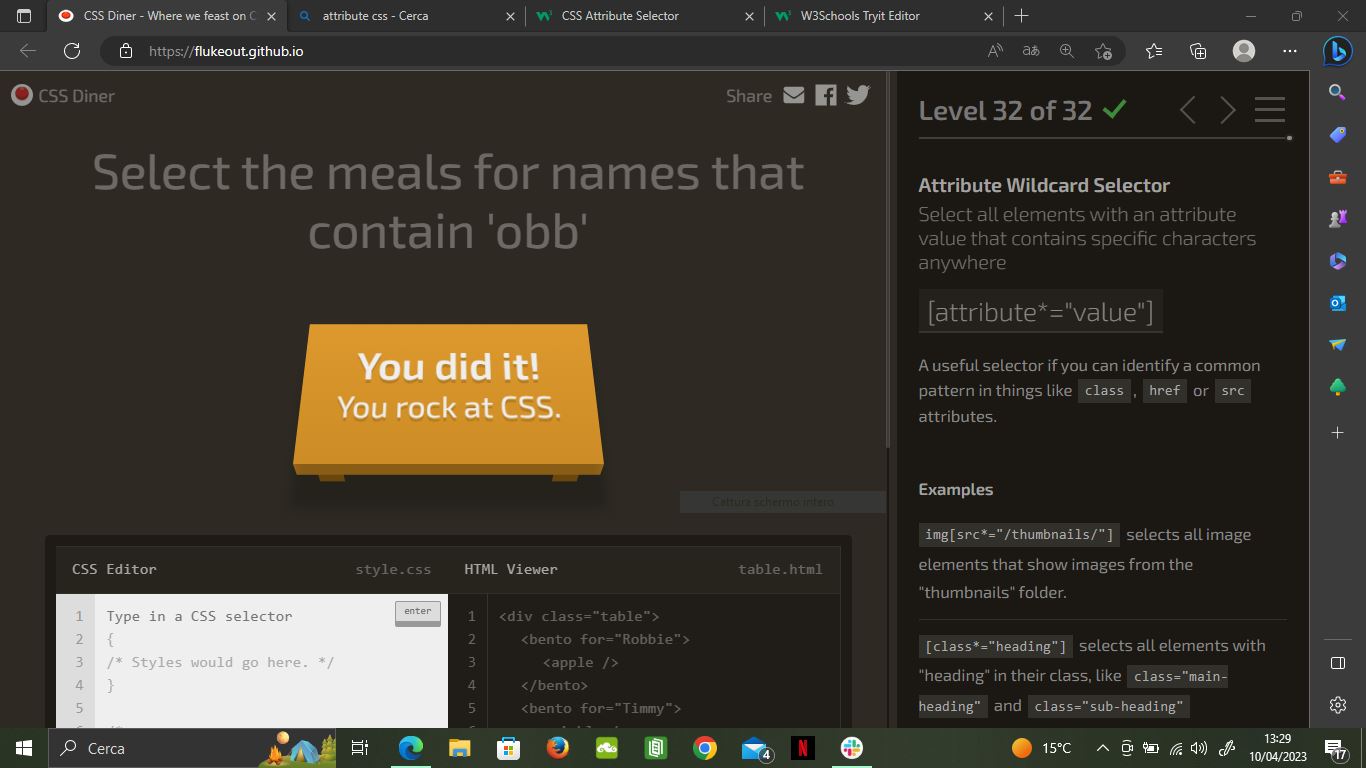 CSS Diner - Where we feast on C
attribute css - Cerca
CSS Attribute Selector
W3Schools Tryit Editor
https://flukeout.github.io
CSS Diner
Share
Select the meals for names that
contain 'obb'
You did it!
You rock at CSS.
Cattura schermo intero
CSS Editor style.css
1 Type in a CSS selector
enter
2 {
3 /* Styles would go here. */
4 }
5
HTML Viewer table.html
1 <div class="table">
2 <bento for="Robbie">
3 <apple />
4 </bento>
5 <bento for="Timmy">
Level 32 of 32
Attribute Wildcard Selector
Select all elements with an attribute
value that contains specific characters
anywhere
[attribute*="value"]
A useful selector if you can identify a common
pattern in things like class , href or src
attributes.
Examples
img[src*="/thumbnails/"] selects all image
elements that show images from the
"thumbnails" folder.
[class*="heading"] selects all elements with
"heading" in their class, like class="main-
heading" and class="sub-heading"
Cerca
4
N
15°C
13:29
10/04/2023
17